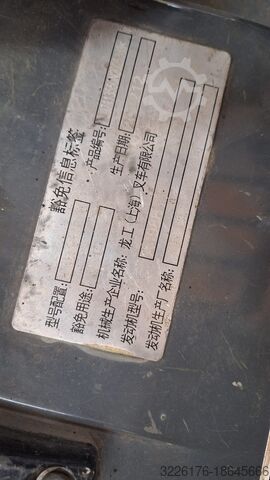 豁免信息标签
型号配置: 产品编号:
豁免用途: 生产日期:
机械生产企业名称: 龙工(上海)叉车有限公司
发动机型号:
发动机生产厂名称:
3226176-18645666